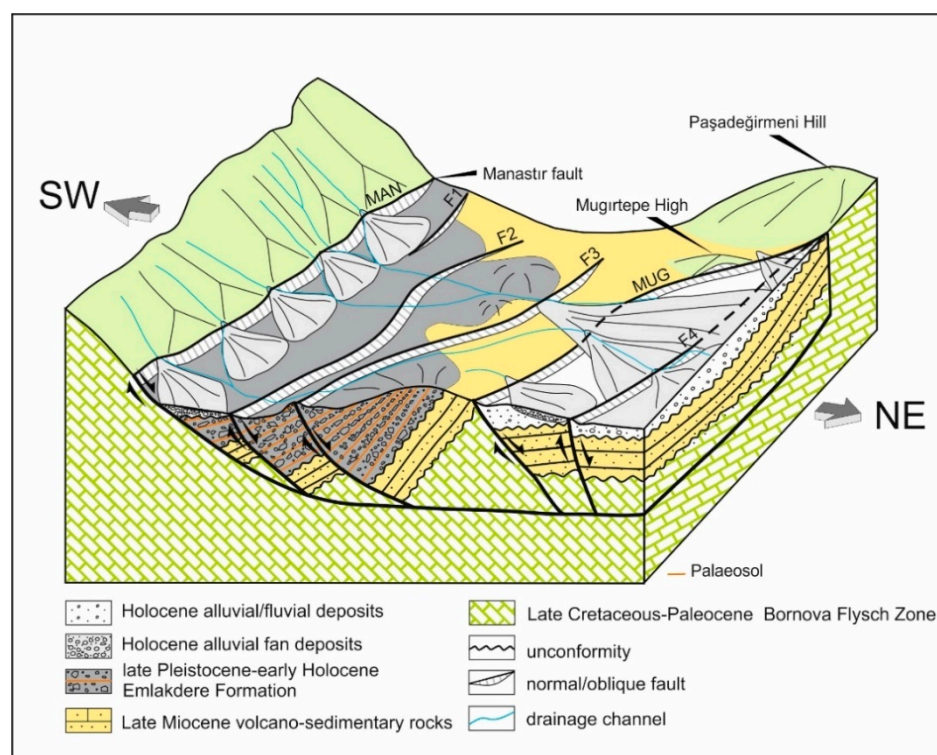 Paşadeğirmeni Hill
Manastır fault
SW
MAN
F1
Mugırtepe High
F2
F3
MUG
F4
NE
Palaeosol
Holocene alluvial/fluvial deposits
Holocene alluvial fan deposits
late Pleistocene-early Holocene
Emlakdere Formation
Late Miocene volcano-sedimentary rocks
Late Cretaceous-Paleocene Bornova Flysch Zone
unconformity
normal/oblique fault
drainage channel